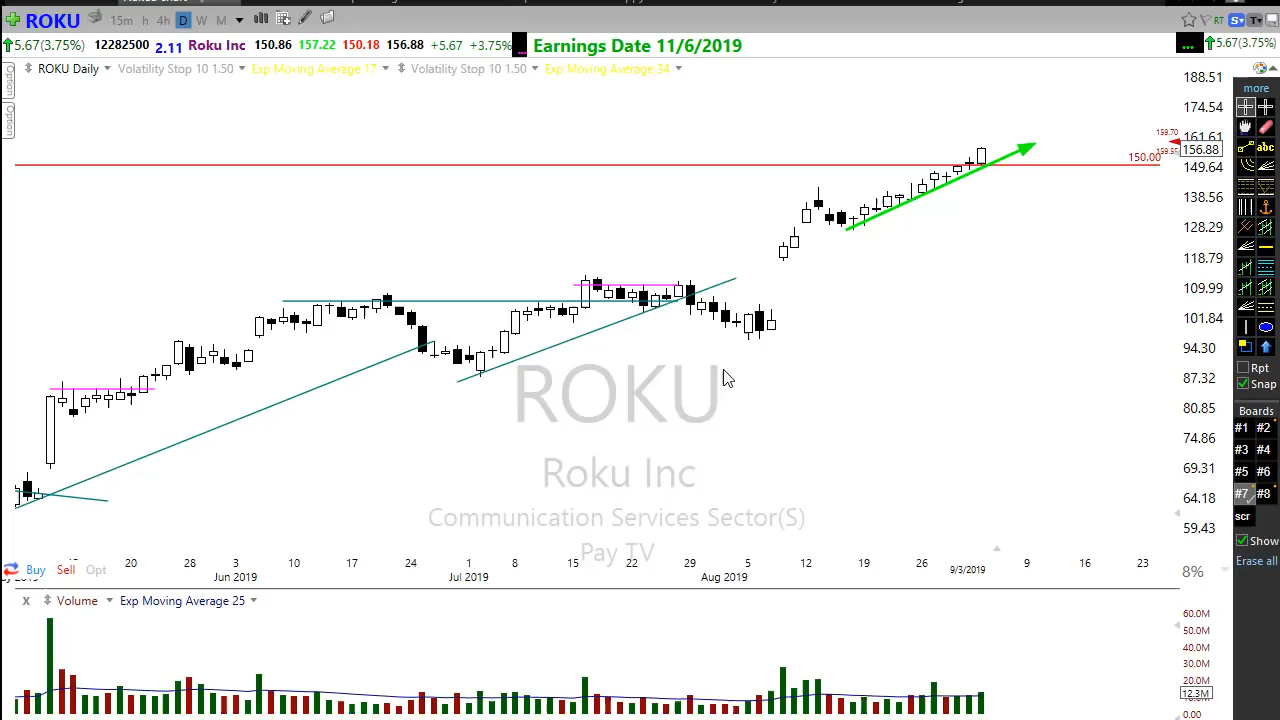 ROKU 15m h 4h D W M RT S T
5.67(3.75%) 12282500 2.11 Roku Inc 150.86 157.22 150.18 156.88 +5.67 +3.75% ... Earnings Date 11/6/2019 ... 5.67(3.75%)
ROKU Daily Volatility Stop 10 1.50 Exp Moving Average 17 Volatility Stop 10 1.50 Exp Moving Average 34
Option
Option
188.51
174.54
161.61
159.70
156.88
159.55
150.00
149.64
138.56
128.29
118.79
109.99
101.84
94.30
87.32
80.85
74.86
69.31
64.18
59.43
8%
more
abc
Rpt
Snap
Boards
#1 #2
#3 #4
#5 #6
#7 #8
scr
Show
Erase all
ROKU
Roku Inc
Communication Services Sector(S)
Pay TV
20 28 3 10 17 24 1 8 15 22 29 5 12 19 26 9/3/2019 9 16 23
Jun 2019 Jul 2019 Aug 2019
Buy Sell Opt
x Volume Exp Moving Average 25
60.0M
50.0M
40.0M
30.0M
20.0M
12.3M
0.00